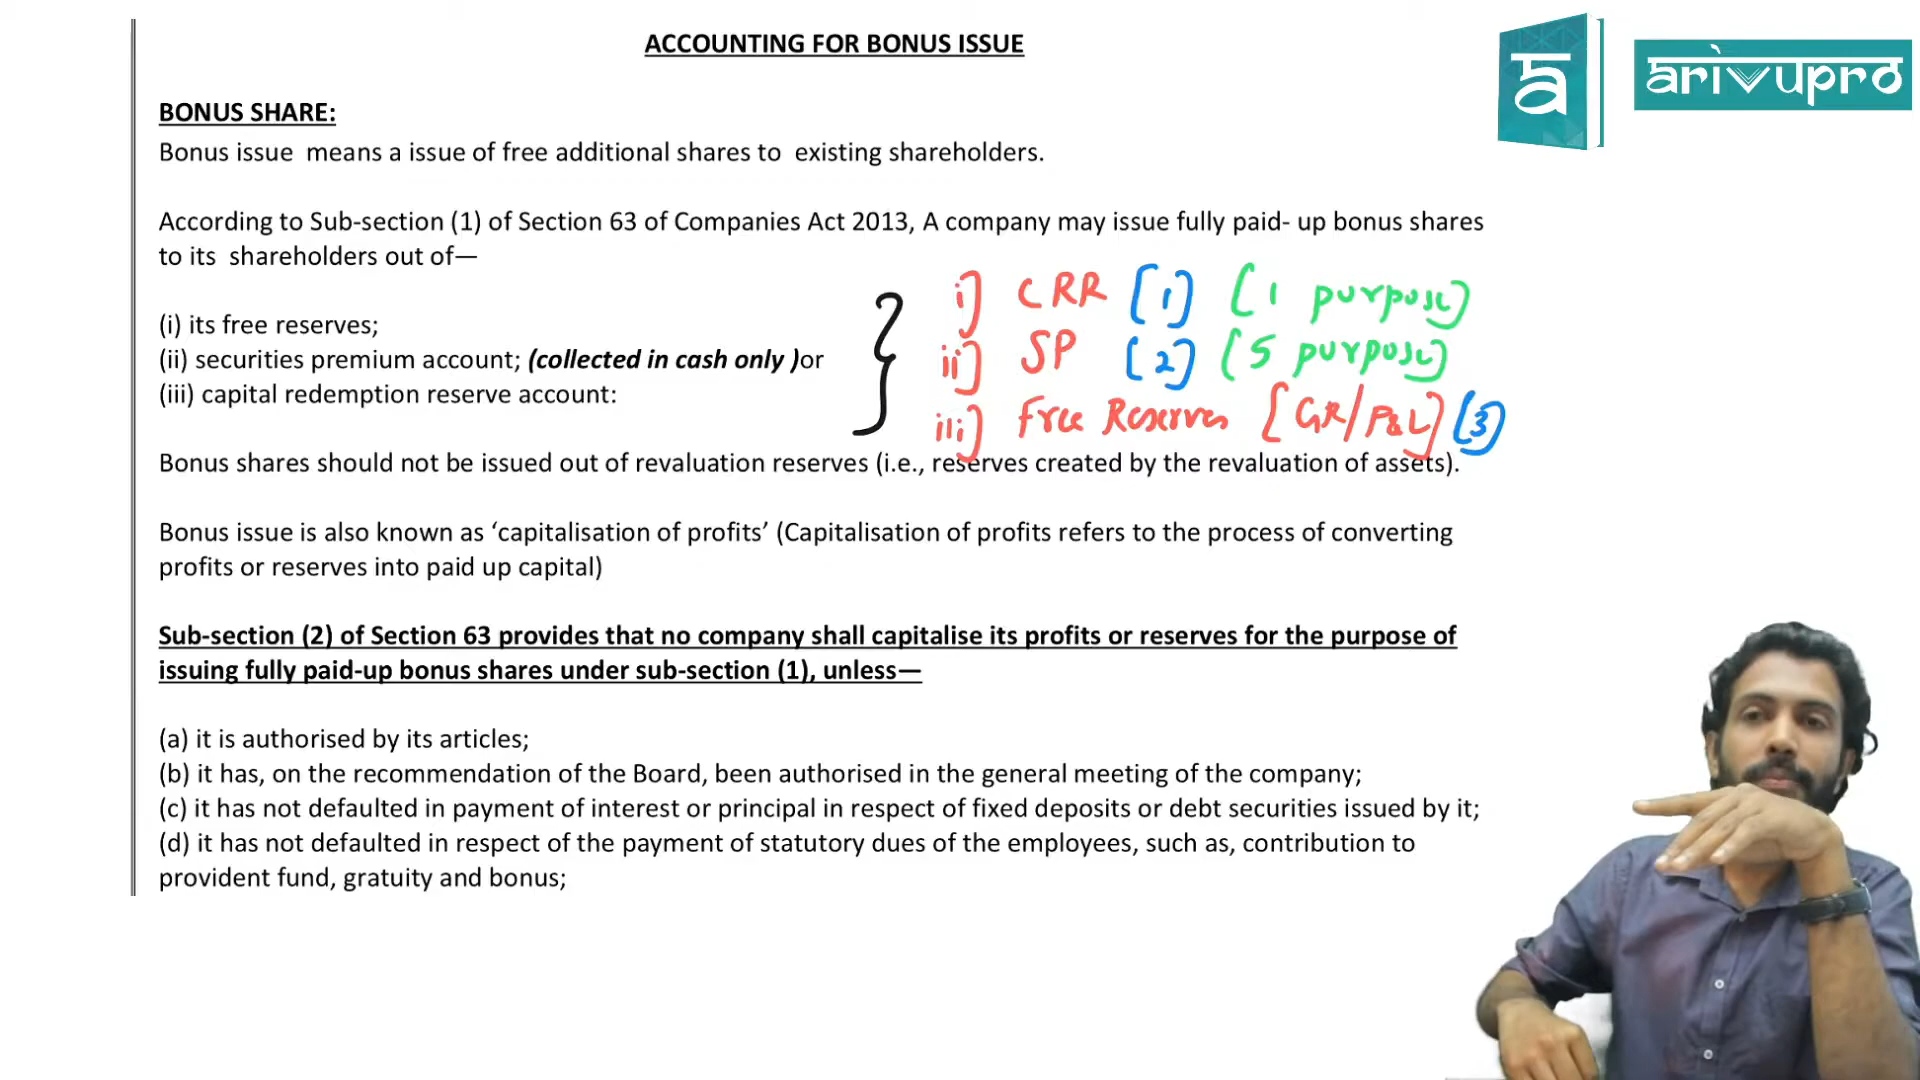 ACCOUNTING FOR BONUS ISSUE
arivupro
BONUS SHARE:
Bonus issue means a issue of free additional shares to existing shareholders.
According to Sub-section (1) of Section 63 of Companies Act 2013, A company may issue fully paid- up bonus shares
to its shareholders out of—
(i) its free reserves;
(ii) securities premium account; (collected in cash only )or
(iii) capital redemption reserve account:
i] CRR [1] [1 purpose]
ii] SP [2] [5 purpose]
iii] Free Reserves [GR/P&L] [3]
Bonus shares should not be issued out of revaluation reserves (i.e., reserves created by the revaluation of assets).
Bonus issue is also known as ‘capitalisation of profits’ (Capitalisation of profits refers to the process of converting
profits or reserves into paid up capital)
Sub-section (2) of Section 63 provides that no company shall capitalise its profits or reserves for the purpose of
issuing fully paid-up bonus shares under sub-section (1), unless—
(a) it is authorised by its articles;
(b) it has, on the recommendation of the Board, been authorised in the general meeting of the company;
(c) it has not defaulted in payment of interest or principal in respect of fixed deposits or debt securities issued by it;
(d) it has not defaulted in respect of the payment of statutory dues of the employees, such as, contribution to
provident fund, gratuity and bonus;